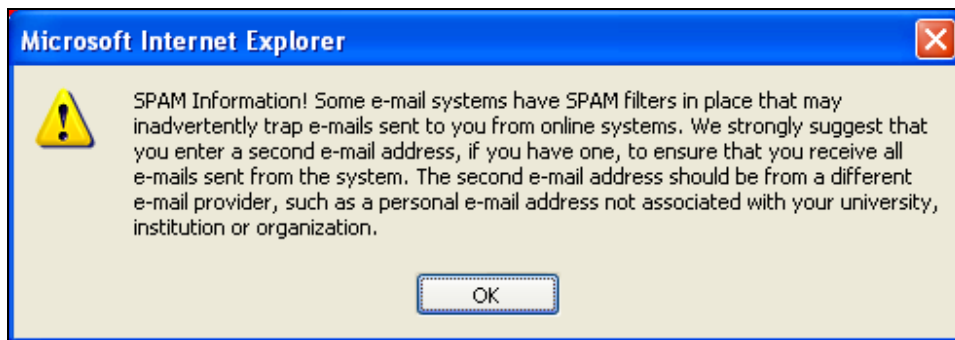 Microsoft Internet Explorer
SPAM Information! Some e-mail systems have SPAM filters in place that may
inadvertently trap e-mails sent to you from online systems. We strongly suggest that
you enter a second e-mail address, if you have one, to ensure that you receive all
e-mails sent from the system. The second e-mail address should be from a different
e-mail provider, such as a personal e-mail address not associated with your university,
institution or organization.
OK